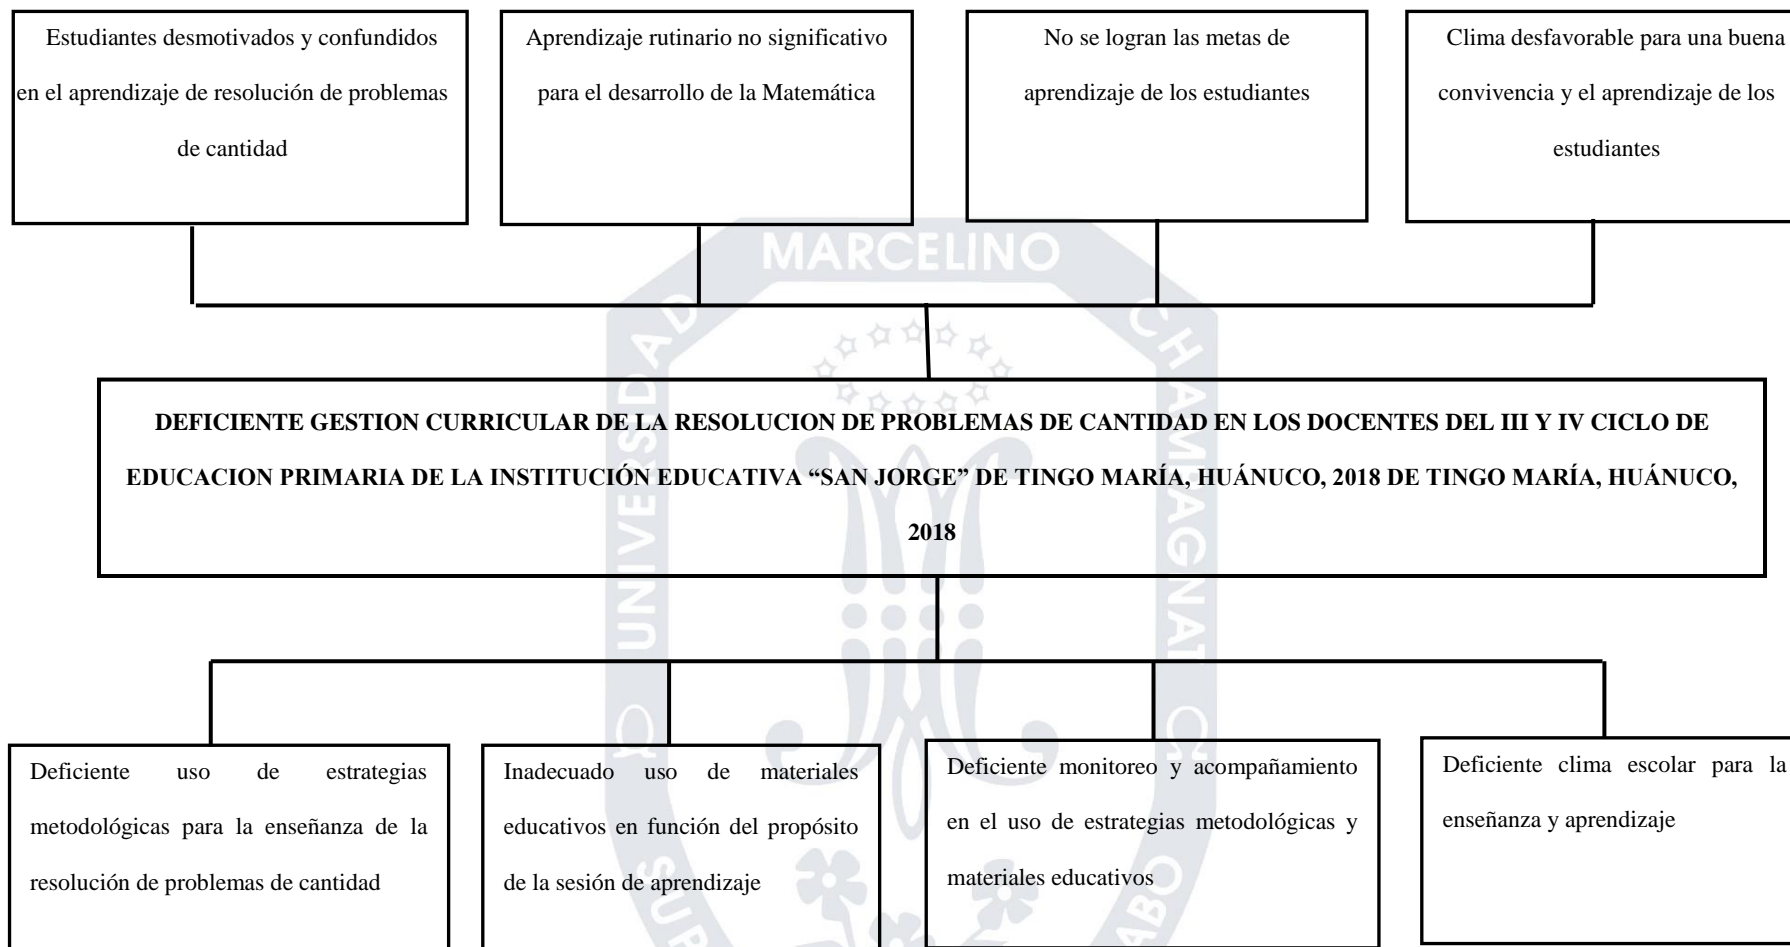 Estudiantes desmotivados y confundidos
en el aprendizaje de resolución de problemas
de cantidad
Aprendizaje rutinario no significativo
para el desarrollo de la Matemática
No se logran las metas de
aprendizaje de los estudiantes
Clima desfavorable para una buena
convivencia y el aprendizaje de los
estudiantes
MARCELINO
CHAMPAGNAT
UNIVERSIDAD
DEFICIENTE GESTION CURRICULAR DE LA RESOLUCION DE PROBLEMAS DE CANTIDAD EN LOS DOCENTES DEL III Y IV CICLO DE
EDUCACION PRIMARIA DE LA INSTITUCIÓN EDUCATIVA “SAN JORGE” DE TINGO MARÍA, HUÁNUCO, 2018 DE TINGO MARÍA, HUÁNUCO,
2018
Deficiente uso de estrategias
metodológicas para la enseñanza de la
resolución de problemas de cantidad
Inadecuado uso de materiales
educativos en función del propósito
de la sesión de aprendizaje
Deficiente monitoreo y acompañamiento
en el uso de estrategias metodológicas y
materiales educativos
Deficiente clima escolar para la
enseñanza y aprendizaje